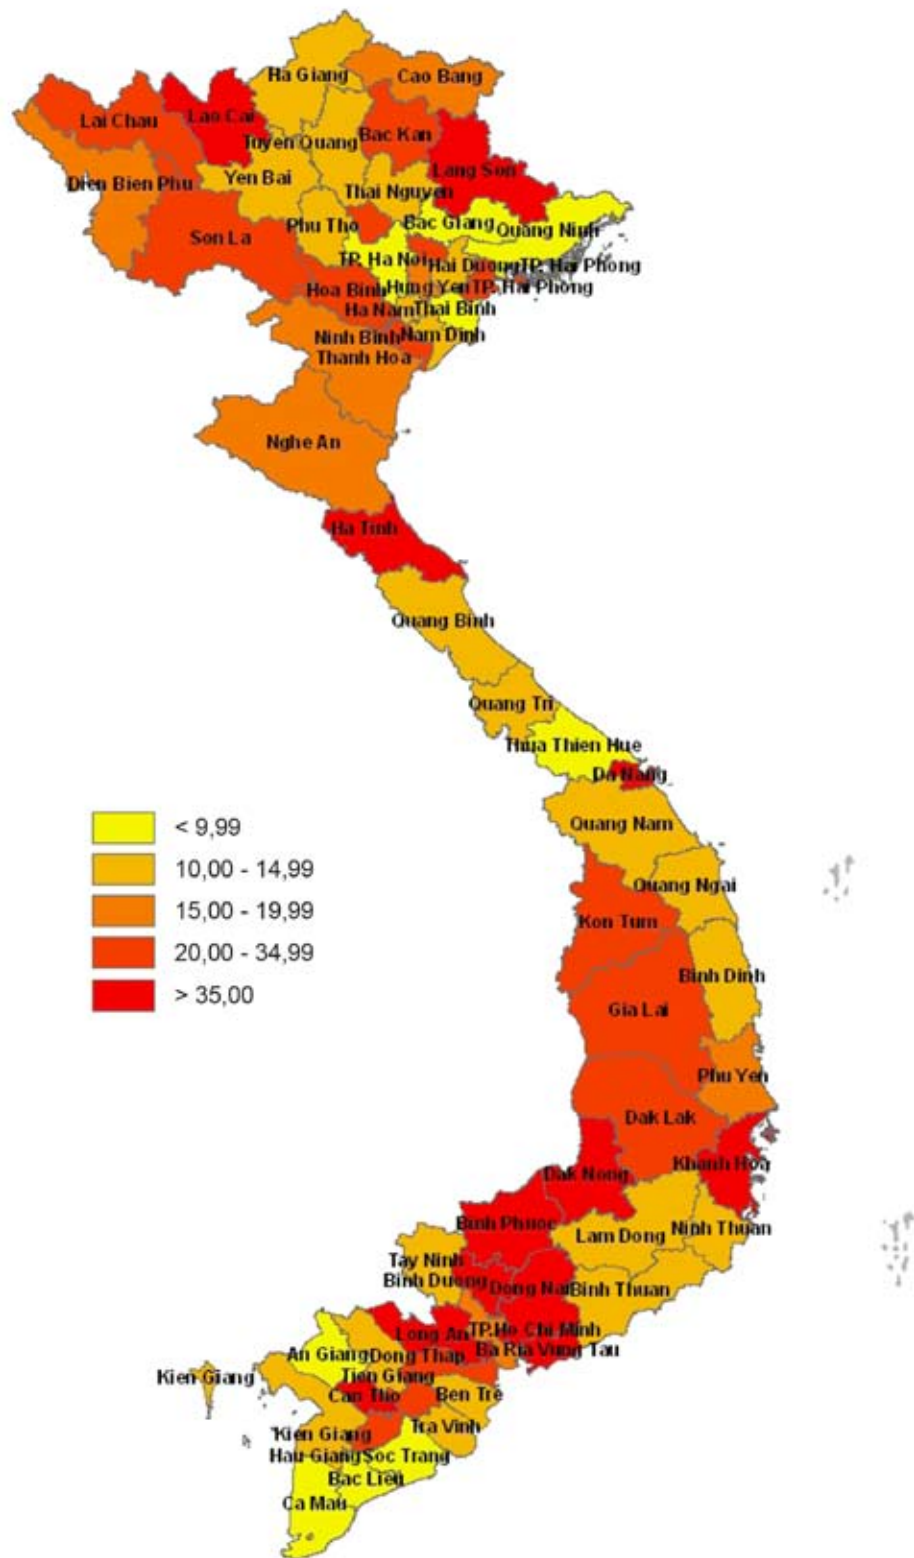 Ha Giang
Cao Bang
Lai Chau
Lao Cai
Bac Kan
Tuyen Quang
Lang Son
Yen Bai
Dien Bien Phu
Thai Nguyen
Phu Tho
Bac Giang
Quang Ninh
Son La
TP. Ha Noi
Hai Duong
TP. Hai Phong
Hoa Binh
Hung Yen
TP. Hai Phong
Ha Nam
Thai Binh
Ninh Binh
Nam Dinh
Thanh Hoa
Nghe An
Ha Tinh
Quang Binh
Quang Tri
Thua Thien Hue
Da Nang
Quang Nam
Quang Ngai
Kon Tum
Binh Dinh
Gia Lai
Phu Yen
Dak Lak
Khanh Hoa
Dak Nong
Binh Phuoc
Lam Dong
Ninh Thuan
Tay Ninh
Binh Duong
Dong Nai
Binh Thuan
Long An
TP.Ho Chi Minh
An Giang
Dong Thap
Ba Ria Vung Tau
Kien Giang
Tien Giang
Can Tho
Ben Tre
Kien Giang
Tra Vinh
Hau Giang
Soc Trang
Bac Lieu
Ca Mau
< 9,99
10,00 - 14,99
15,00 - 19,99
20,00 - 34,99
> 35,00